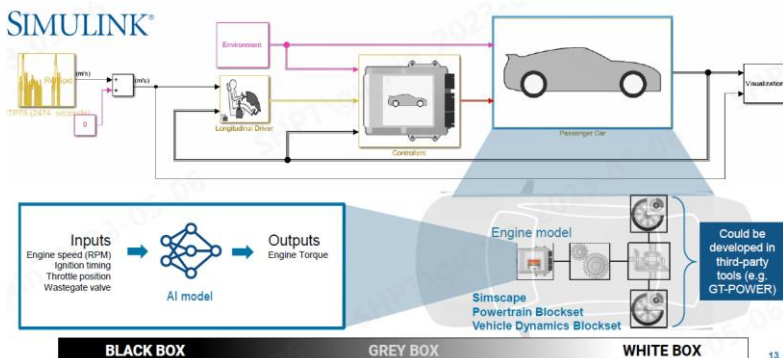 SIMULINK®
Environment
(m/s)
(m/s)
(2474 seconds)
0
Longitudinal Driver
Controllers
Passenger Car
Visualization
Inputs
Engine speed (RPM)
Ignition timing
Throttle position
Wastegate valve
AI model
Outputs
Engine Torque
Engine model
Simscape
Powertrain Blockset
Vehicle Dynamics Blockset
Could be
developed in
third-party
tools (e.g.
GT-POWER)
BLACK BOX
GREY BOX
WHITE BOX
13